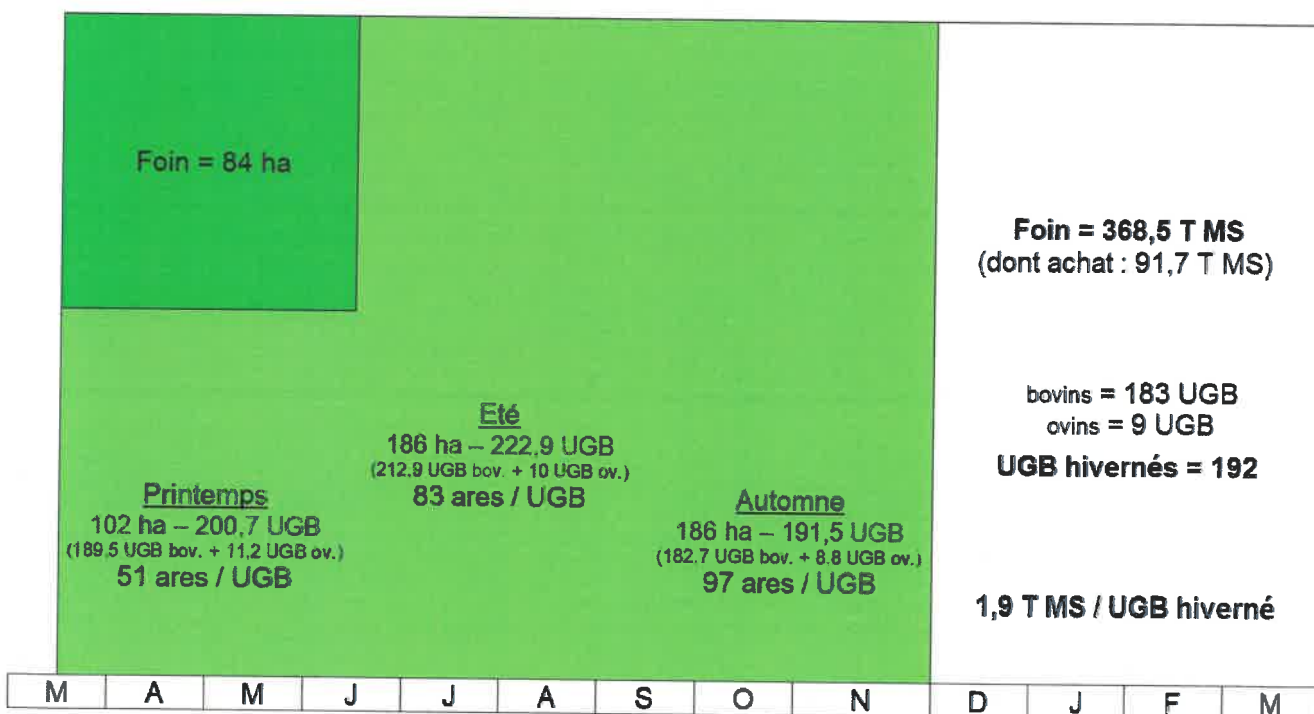 Foin = 84 ha
Foin = 368,5 T MS
(dont achat : 91,7 T MS)
bovins = 183 UGB
ovins = 9 UGB
UGB hivernés = 192
1,9 T MS / UGB hiverné
Eté
186 ha – 222,9 UGB
(212,9 UGB bov. + 10 UGB ov.)
83 ares / UGB
Printemps
102 ha – 200,7 UGB
(189,5 UGB bov. + 11,2 UGB ov.)
51 ares / UGB
Automne
186 ha – 191,5 UGB
(182,7 UGB bov. + 8,8 UGB ov.)
97 ares / UGB
M A M J J A S O N D J F M